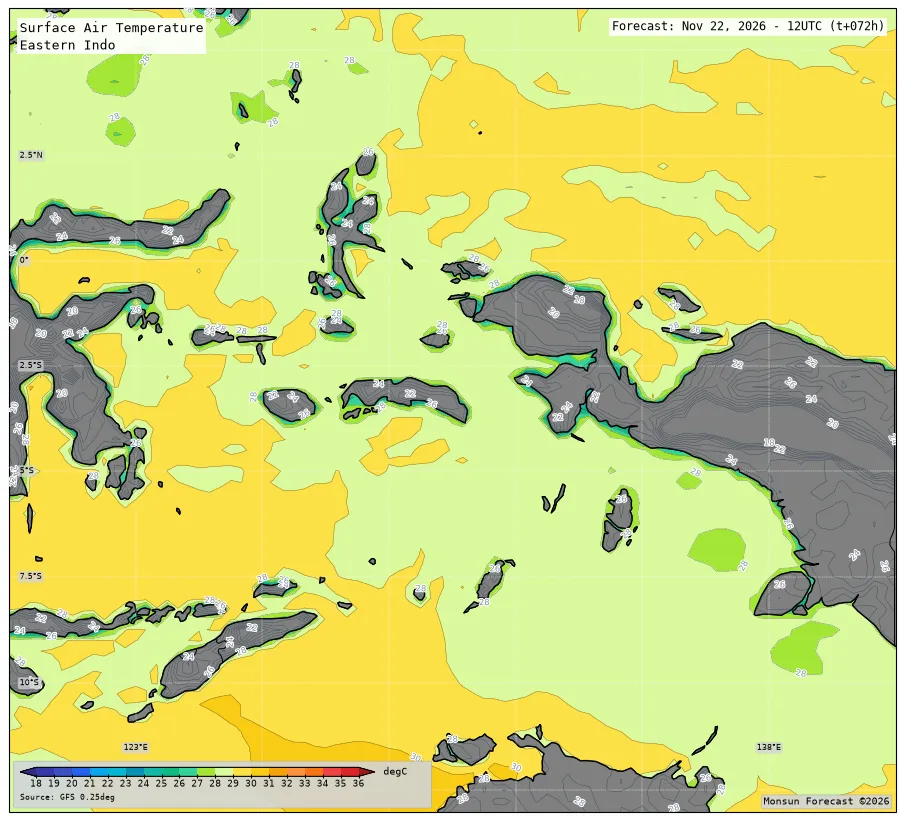 Surface Air Temperature
Eastern Indo
Forecast: Nov 22, 2026 - 12UTC (t+072h)
2.5°N
0°
2.5°S
5°S
7.5°S
10°S
123°E
138°E
degC
18 19 20 21 22 23 24 25 26 27 28 29 30 31 32 33 34 35 36
Source: GFS 0.25deg
Monsun Forecast ©2026